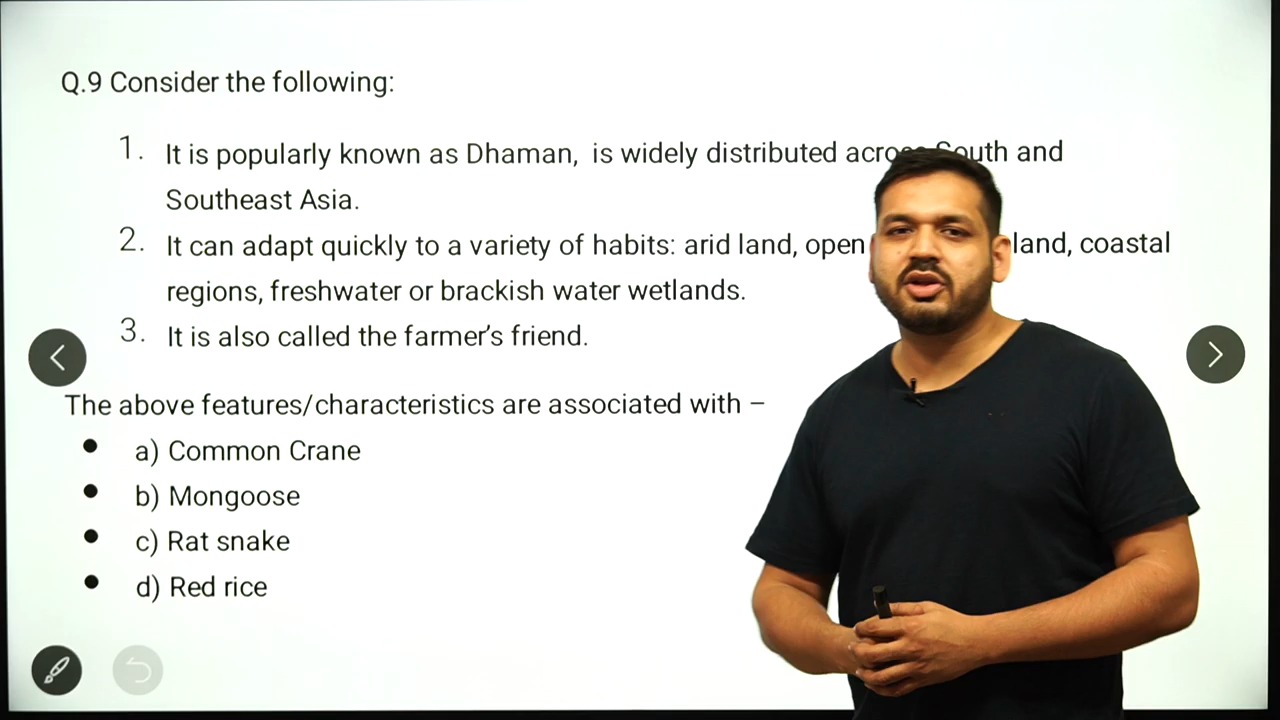 Q.9 Consider the following:
1. It is popularly known as Dhaman, is widely distributed across South and
Southeast Asia.
2. It can adapt quickly to a variety of habits: arid land, open land, coastal
regions, freshwater or brackish water wetlands.
3. It is also called the farmer's friend.
The above features/characteristics are associated with –
• a) Common Crane
• b) Mongoose
• c) Rat snake
• d) Red rice